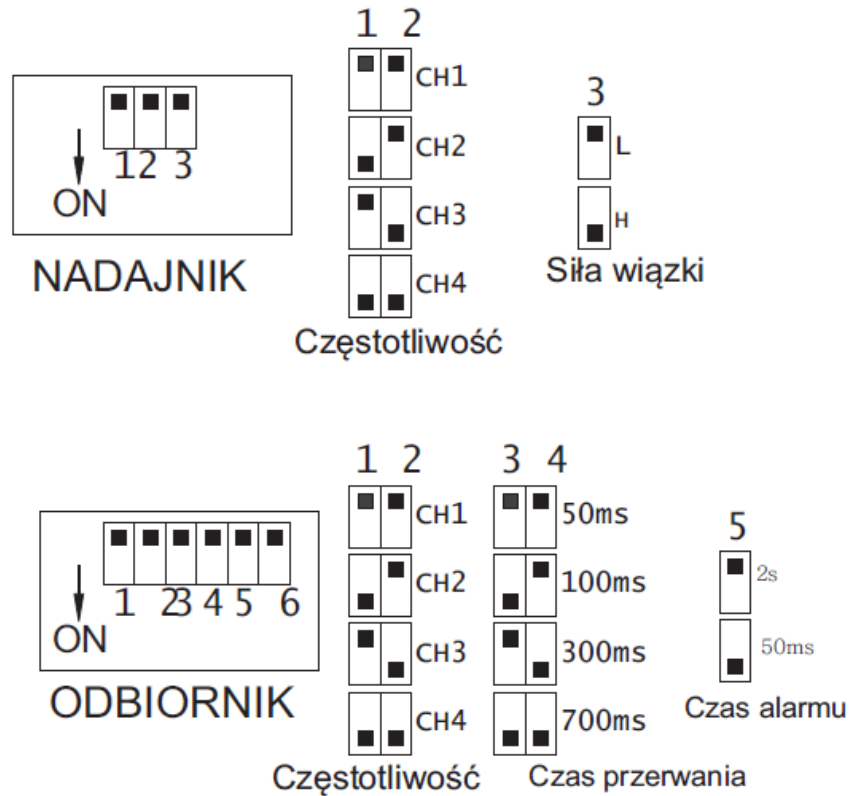 1 2
CH1
CH2
CH3
CH4
Częstotliwość
3
L
H
Siła wiązki
12 3
ON
NADAJNIK
1 2
CH1
CH2
CH3
CH4
Częstotliwość
3 4
50ms
100ms
300ms
700ms
Czas przerwania
5
2s
50ms
Czas alarmu
1 23 4 5 6
ON
ODBIORNIK